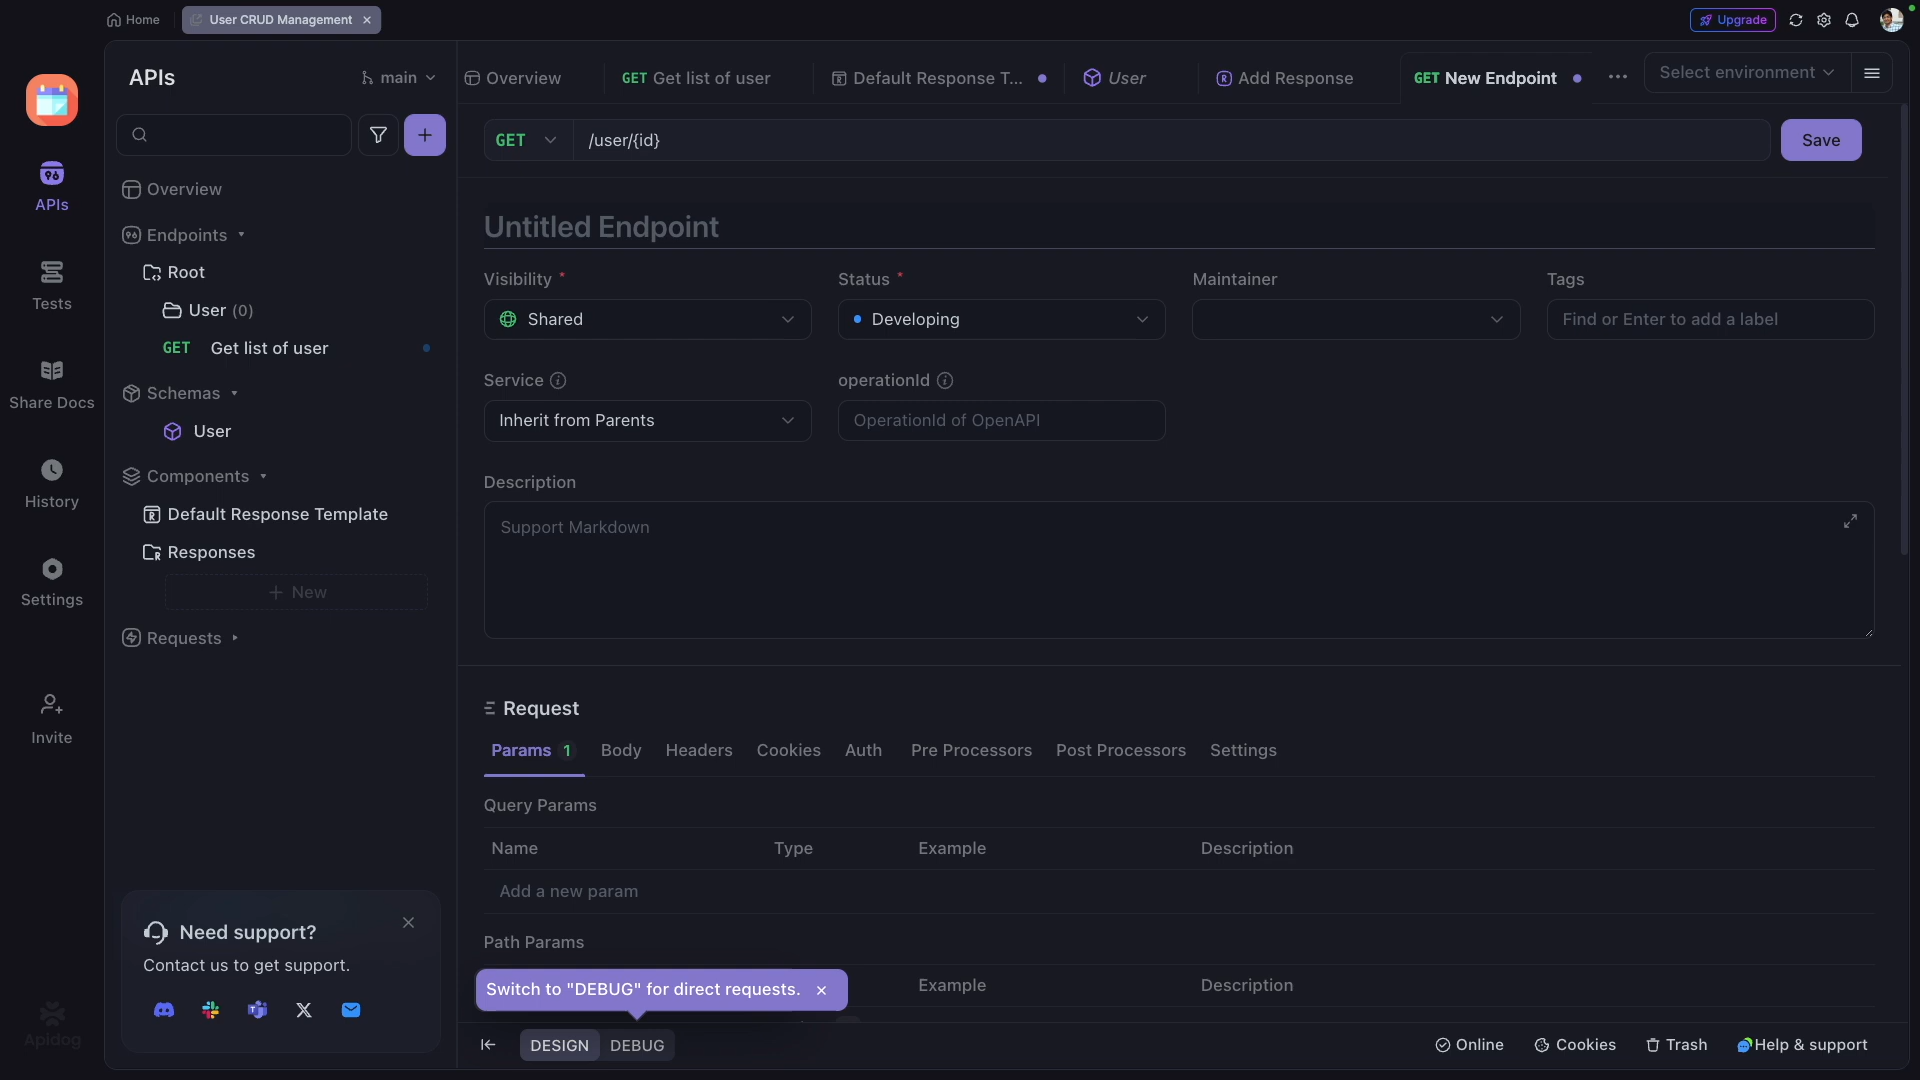 Home
User CRUD Management
Upgrade
APIs
main
Overview
GET Get list of user
Default Response T...
User
Add Response
GET New Endpoint
Select environment
GET
/user/{id}
Save
APIs
Tests
Share Docs
History
Settings
Invite
Apidog
Overview
Endpoints
Root
User (0)
GET Get list of user
Schemas
User
Components
Default Response Template
Responses
+ New
Requests
Need support?
Contact us to get support.
Untitled Endpoint
Visibility *
Status *
Maintainer
Tags
Shared
Developing
Find or Enter to add a label
Service
operationId
Inherit from Parents
OperationId of OpenAPI
Description
Support Markdown
Request
Params 1
Body
Headers
Cookies
Auth
Pre Processors
Post Processors
Settings
Query Params
Name
Type
Example
Description
Add a new param
Path Params
Example
Description
Switch to "DEBUG" for direct requests.
DESIGN
DEBUG
Online
Cookies
Trash
Help & support